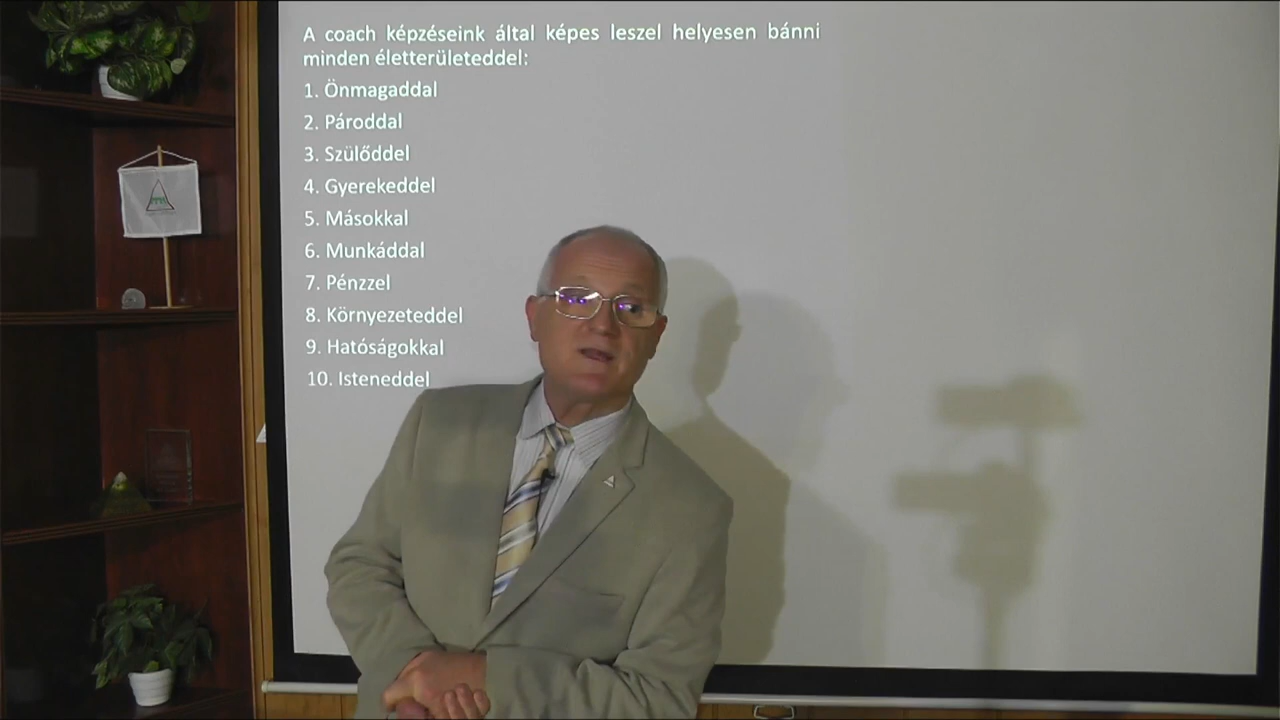 A coach képzéseink által képes leszel helyesen bánni
minden életterületeddel:
1. Önmagaddal
2. Pároddal
3. Szülőddel
4. Gyerekeddel
5. Másokkal
6. Munkáddal
7. Pénzzel
8. Környezeteddel
9. Hatóságokkal
10. Isteneddel